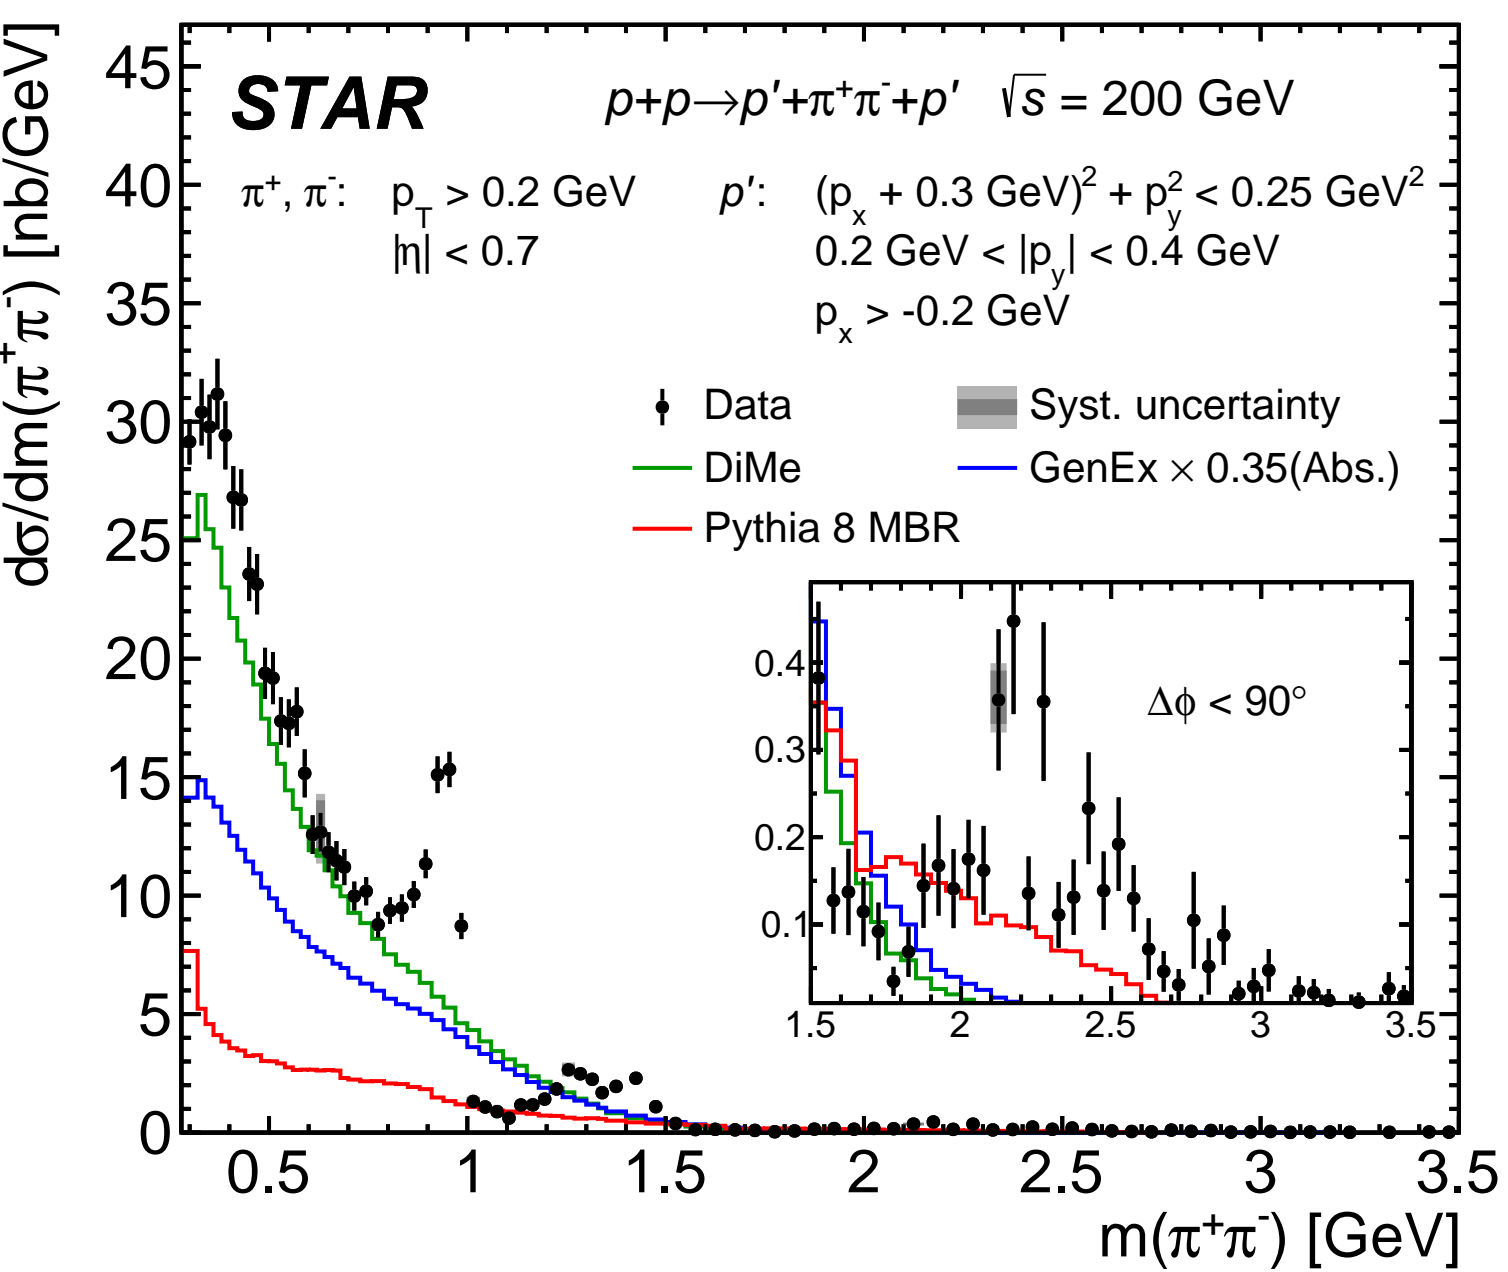 dσ/dm(π⁺π⁻) [nb/GeV]
45
40
35
30
25
20
15
10
5
0
STAR p+p→p′+π⁺π⁻+p′ √s = 200 GeV
π⁺, π⁻: p_T > 0.2 GeV p′: (p_x + 0.3 GeV)² + p_y² < 0.25 GeV²
|η| < 0.7 0.2 GeV < |p_y| < 0.4 GeV
p_x > -0.2 GeV
Data Syst. uncertainty
DiMe GenEx × 0.35(Abs.)
Pythia 8 MBR
Δϕ < 90°
0.4
0.3
0.2
0.1
1.5 2 2.5 3 3.5
0.5 1 1.5 2 2.5 3 3.5
m(π⁺π⁻) [GeV]